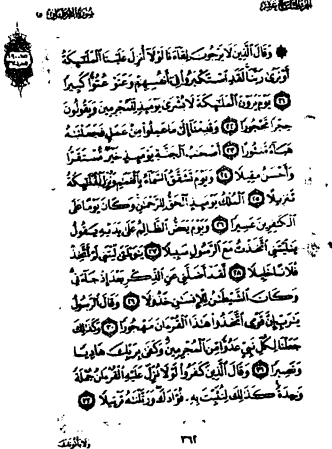 الجزء التاسع عشر سورة الفرقان ٢٥
۞ وَقَالَ ٱلَّذِينَ لَا يَرْجُونَ لِقَآءَنَا لَوْلَآ أُنزِلَ عَلَيْنَا ٱلْمَلَـٰٓئِكَةُ
أَوْ نَرَىٰ رَبَّنَا لَقَدِ ٱسْتَكْبَرُوا۟ فِىٓ أَنفُسِهِمْ وَعَتَوْ عُتُوًّا كَبِيرًا
٢١ يَوْمَ يَرَوْنَ ٱلْمَلَـٰٓئِكَةَ لَا بُشْرَىٰ يَوْمَئِذٍ لِّلْمُجْرِمِينَ وَيَقُولُونَ
حِجْرًا مَّحْجُورًا ٢٢ وَقَدِمْنَآ إِلَىٰ مَا عَمِلُوا۟ مِنْ عَمَلٍ فَجَعَلْنَـٰهُ
هَبَآءً مَّنثُورًا ٢٣ أَصْحَـٰبُ ٱلْجَنَّةِ يَوْمَئِذٍ خَيْرٌ مُّسْتَقَرًّا
وَأَحْسَنُ مَقِيلًا ٢٤ وَيَوْمَ تَشَقَّقُ ٱلسَّمَآءُ بِٱلْغَمَـٰمِ وَنُزِّلَ ٱلْمَلَـٰٓئِكَةُ
تَنزِيلًا ٢٥ ٱلْمُلْكُ يَوْمَئِذٍ ٱلْحَقُّ لِلرَّحْمَـٰنِ وَكَانَ يَوْمًا عَلَى
ٱلْكَـٰفِرِينَ عَسِيرًا ٢٦ وَيَوْمَ يَعَضُّ ٱلظَّالِمُ عَلَىٰ يَدَيْهِ يَقُولُ
يَـٰلَيْتَنِى ٱتَّخَذْتُ مَعَ ٱلرَّسُولِ سَبِيلًا ٢٧ يَـٰوَيْلَتَىٰ لَيْتَنِى لَمْ أَتَّخِذْ
فُلَانًا خَلِيلًا ٢٨ لَّقَدْ أَضَلَّنِى عَنِ ٱلذِّكْرِ بَعْدَ إِذْ جَآءَنِى
وَكَانَ ٱلشَّيْطَـٰنُ لِلْإِنسَـٰنِ خَذُولًا ٢٩ وَقَالَ ٱلرَّسُولُ
يَـٰرَبِّ إِنَّ قَوْمِى ٱتَّخَذُوا۟ هَـٰذَا ٱلْقُرْءَانَ مَهْجُورًا ٣٠ وَكَذَٰلِكَ
جَعَلْنَا لِكُلِّ نَبِىٍّ عَدُوًّا مِّنَ ٱلْمُجْرِمِينَ وَكَفَىٰ بِرَبِّكَ هَادِيًا
وَنَصِيرًا ٣١ وَقَالَ ٱلَّذِينَ كَفَرُوا۟ لَوْلَا نُزِّلَ عَلَيْهِ ٱلْقُرْءَانُ جُمْلَةً
وَٰحِدَةً كَذَٰلِكَ لِنُثَبِّتَ بِهِۦ فُؤَادَكَ وَرَتَّلْنَـٰهُ تَرْتِيلًا ٣٢
٣٦٢